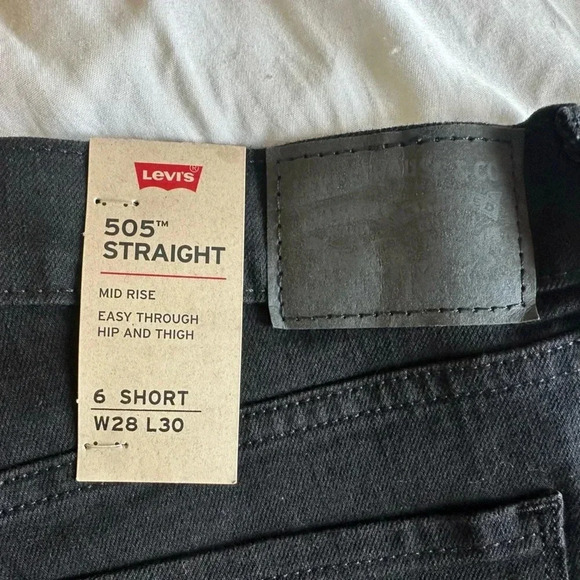 Levi's®
505™
STRAIGHT
MID RISE
EASY THROUGH
HIP AND THIGH
6 SHORT
W28 L30